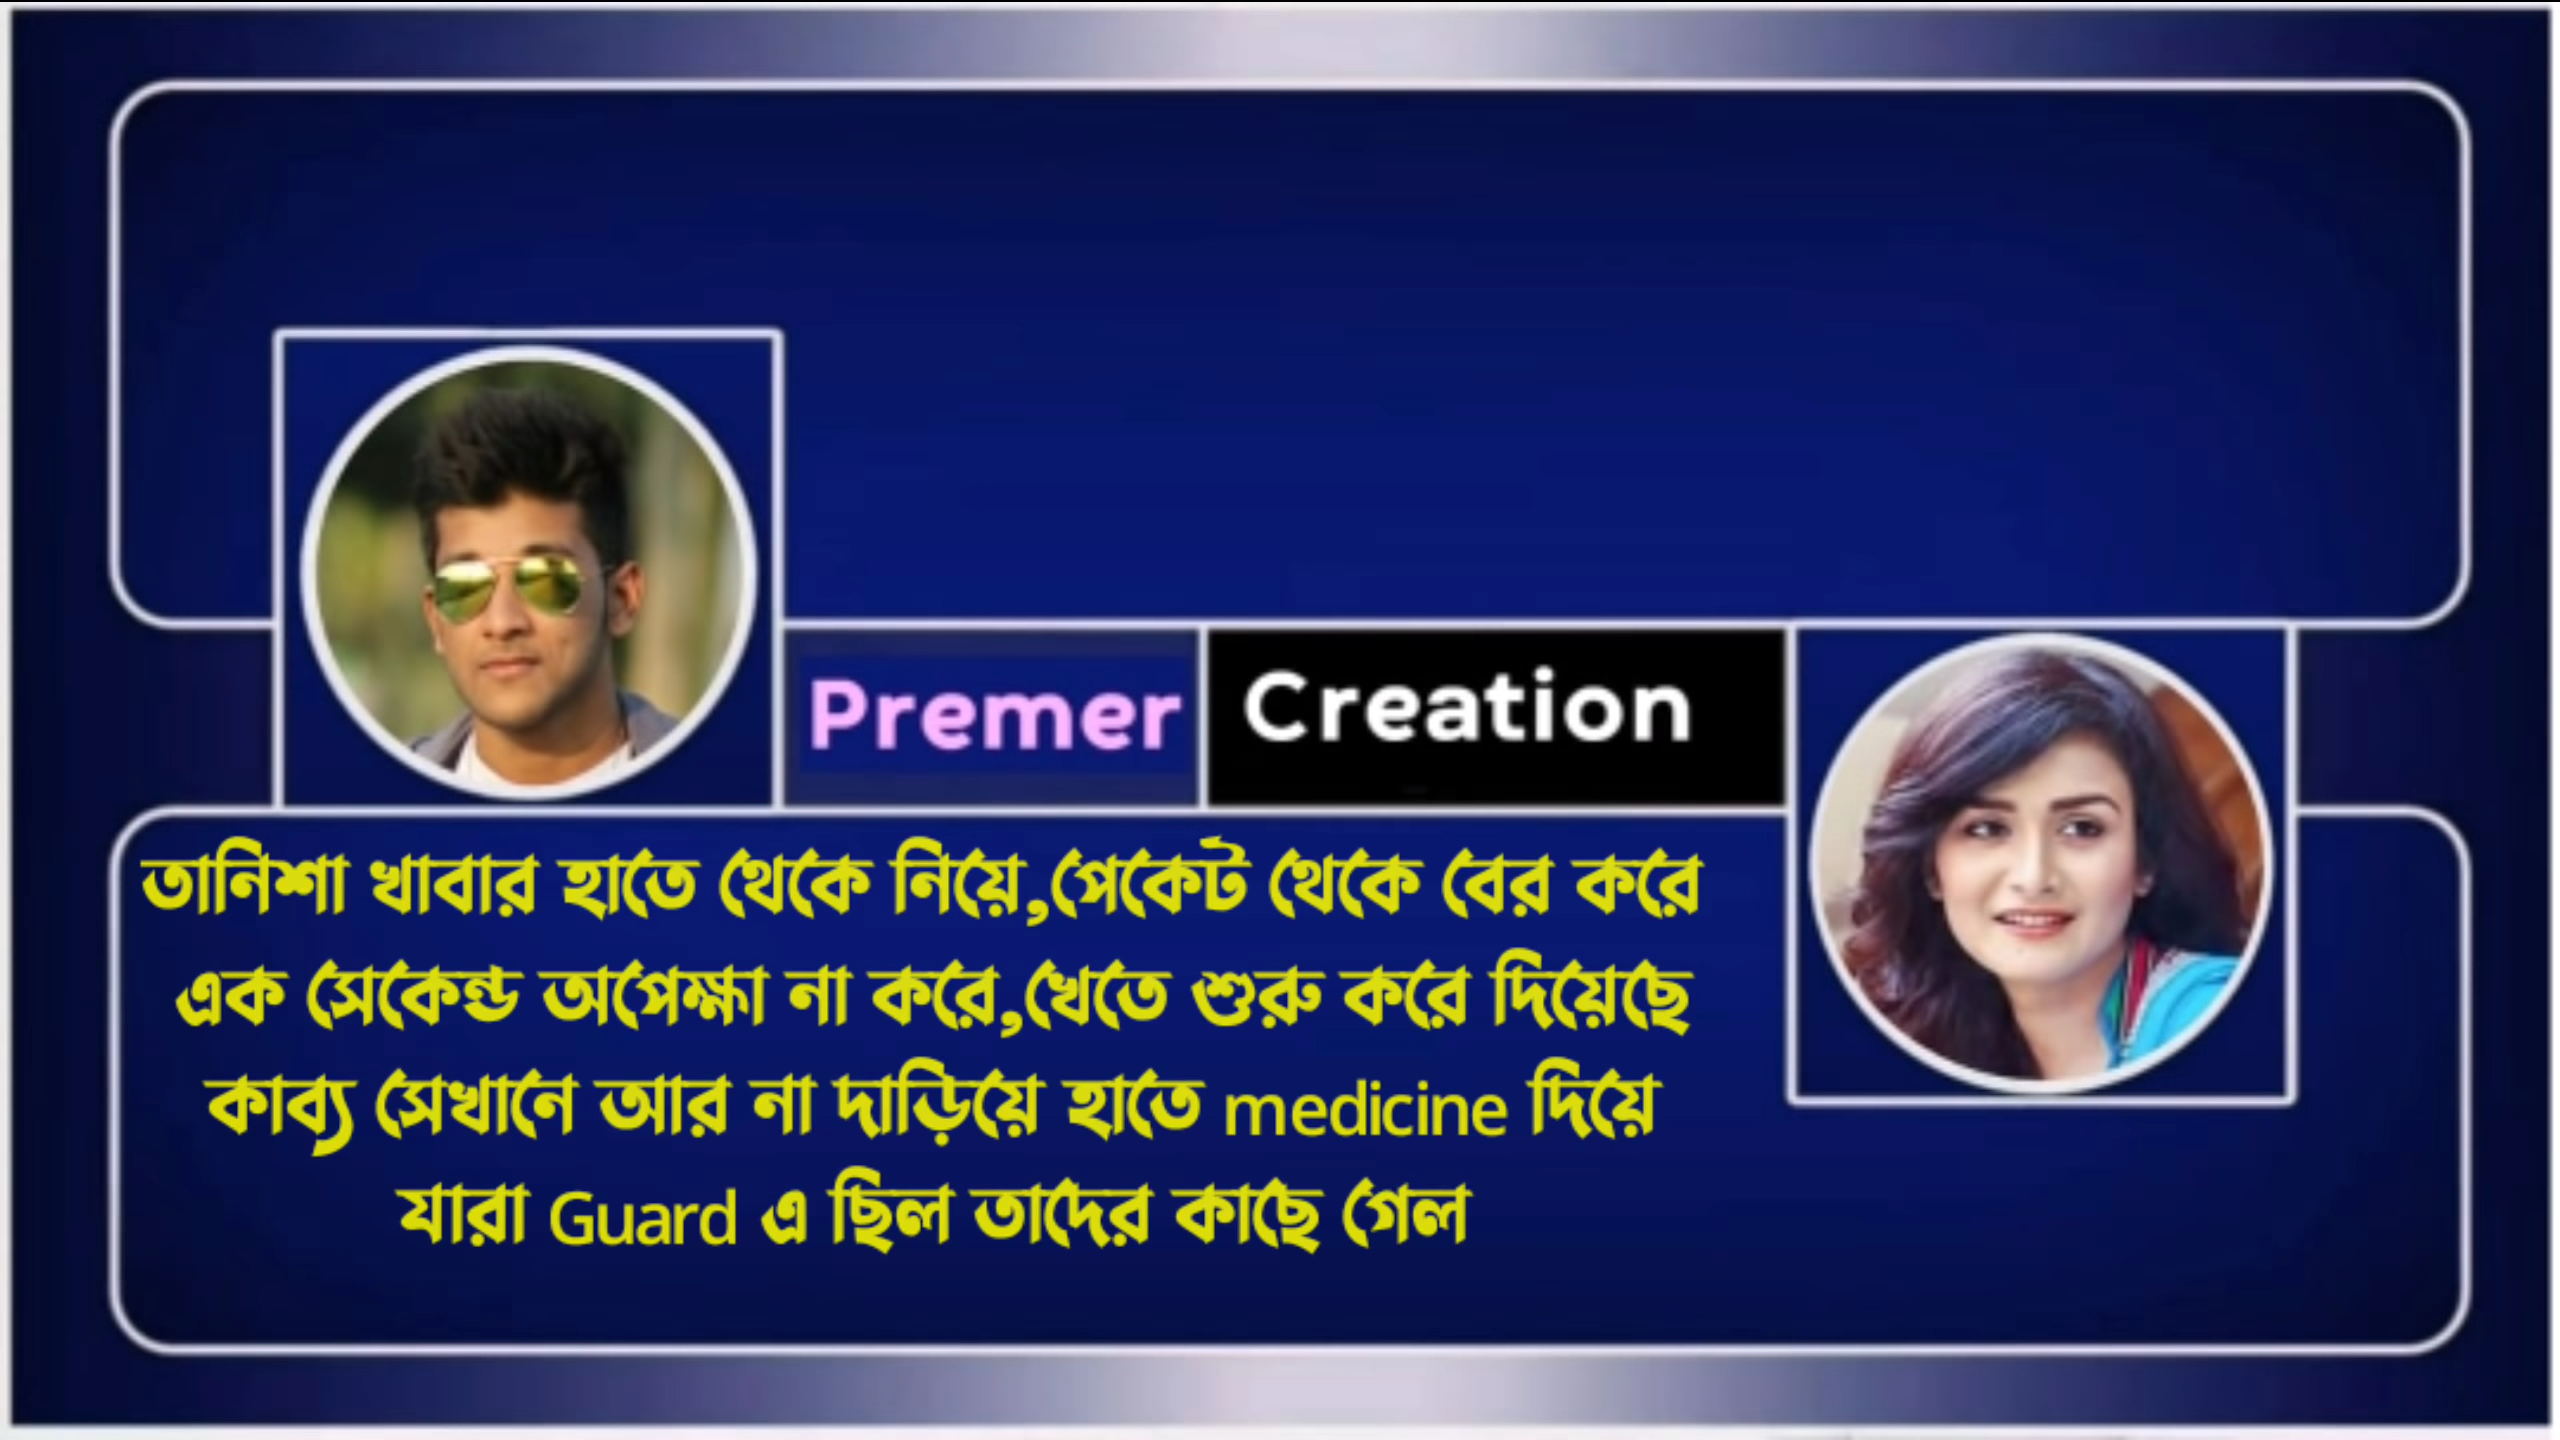 Premer Creation
তানিশা খাবার হাতে থেকে নিয়ে,পেকেট থেকে বের করে
এক সেকেন্ড অপেক্ষা না করে,খেতে শুরু করে দিয়েছে
কাব্য সেখানে আর না দাড়িয়ে হাতে medicine দিয়ে
যারা Guard এ ছিল তাদের কাছে গেল